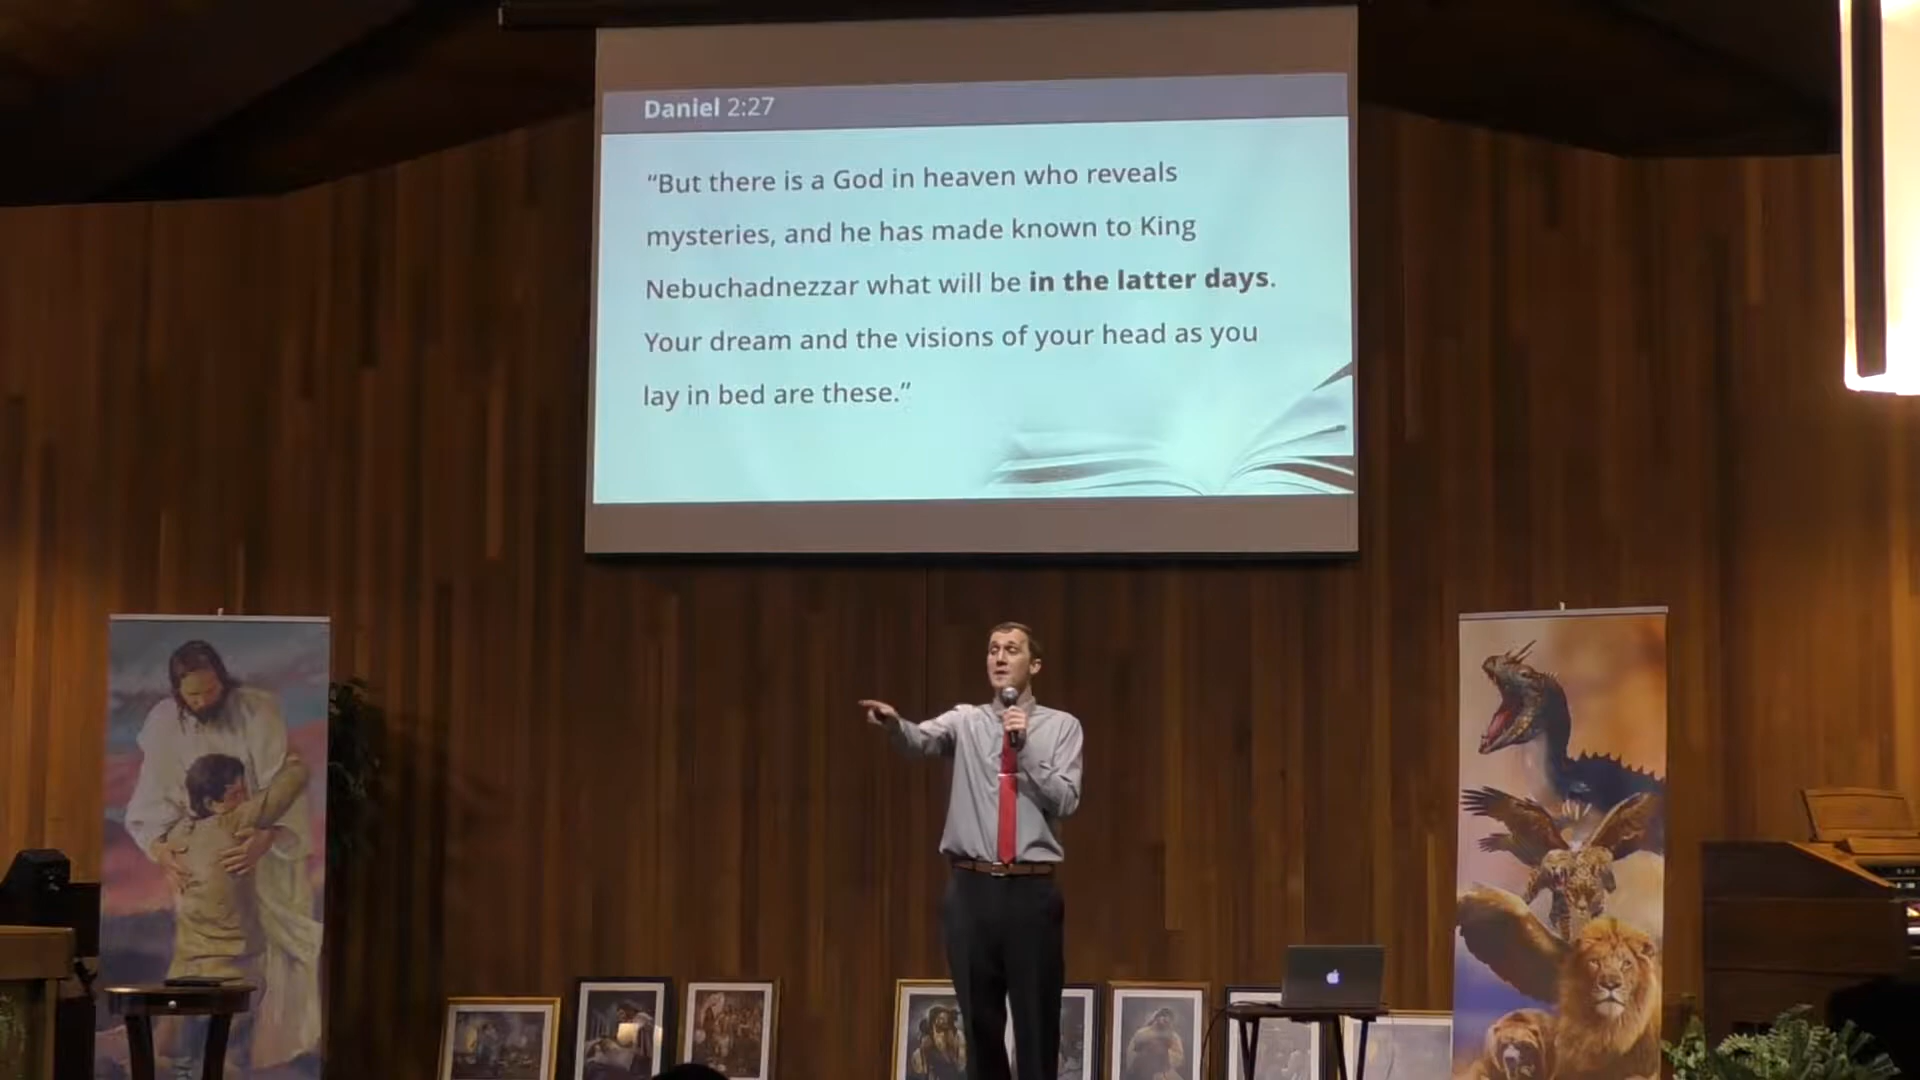 Daniel 2:27
“But there is a God in heaven who reveals
mysteries, and he has made known to King
Nebuchadnezzar what will be in the latter days.
Your dream and the visions of your head as you
lay in bed are these.”